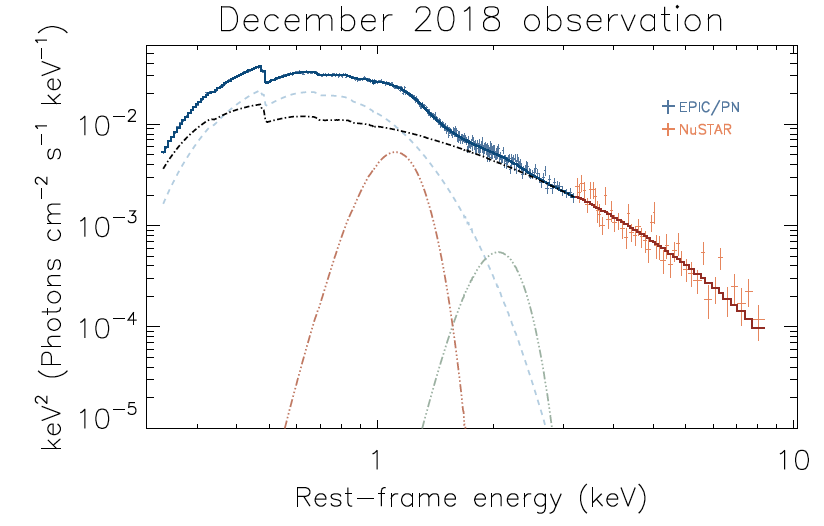 December 2018 observation
keV² (Photons cm⁻² s⁻¹ keV⁻¹)
10⁻²
10⁻³
10⁻⁴
10⁻⁵
EPIC/PN
NuSTAR
1
10
Rest−frame energy (keV)